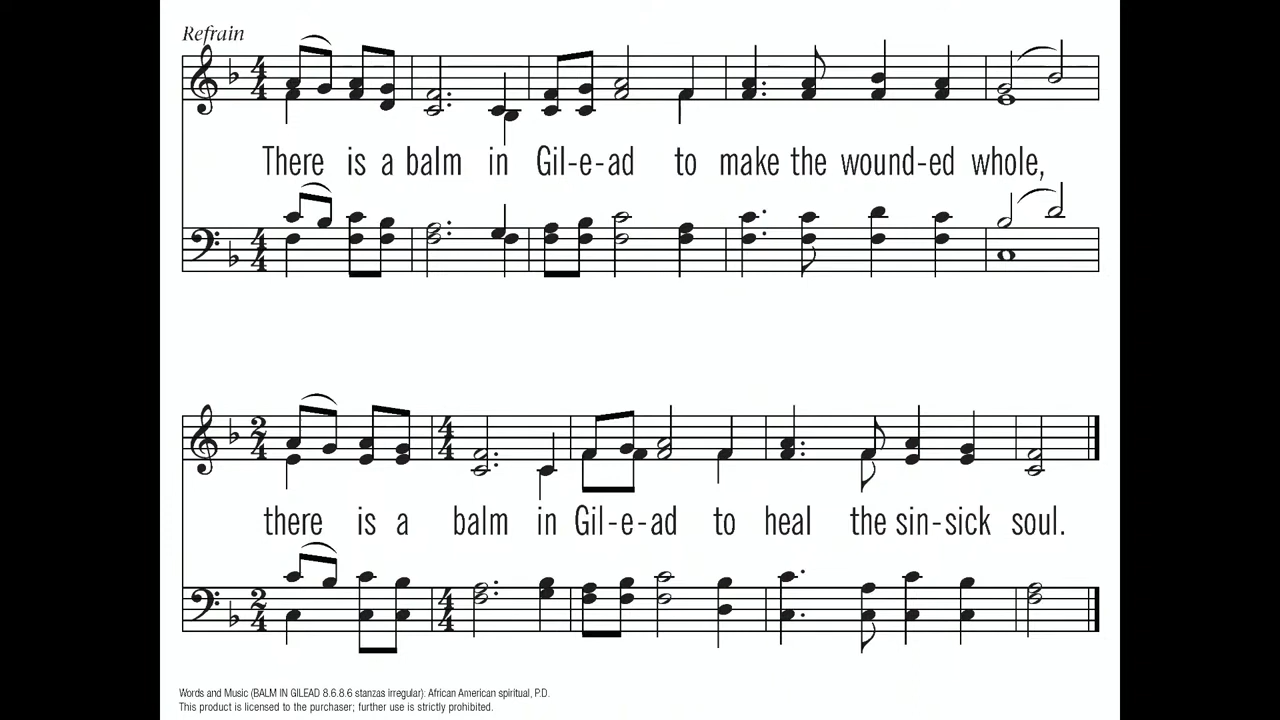 Refrain
There is a balm in Gil-e-ad to make the wound-ed whole,
there is a balm in Gil-e-ad to heal the sin-sick soul.
Words and Music (BALM IN GILEAD 8.6.8.6 stanzas irregular): African American spiritual, P.D.
This product is licensed to the purchaser; further use is strictly prohibited.